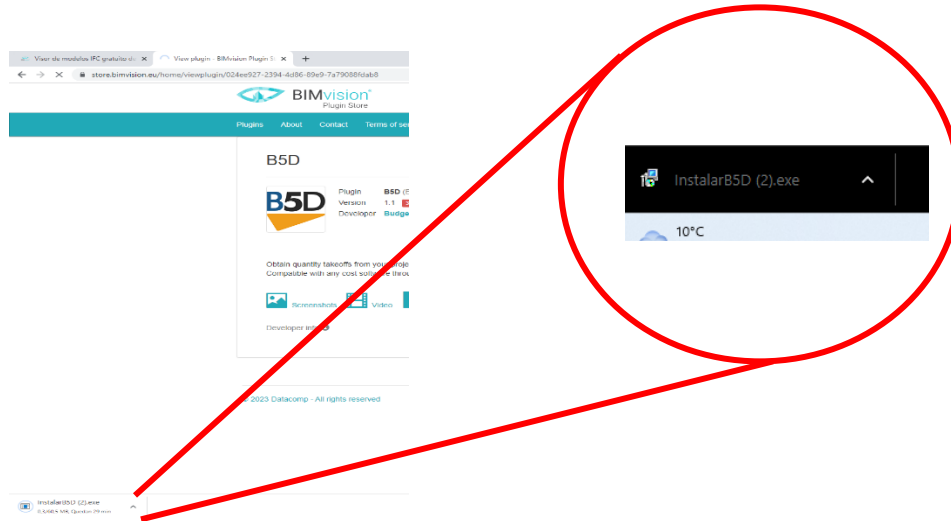 Visor de modelos IFC gratuito de
View plugin - BIMvision Plugin St
store.bimvision.eu/home/viewplugin/024ee927-2394-4d86-89e9-7a79088fdab8
BIMvision®
Plugin Store
Plugins About Contact Terms of se
B5D
B5D
Plugin B5D
Version 1.1
Developer Budge
Obtain quantity takeoffs from your proje
Compatible with any cost software throu
Screenshots Video
Developer info
© 2023 Datacomp - All rights reserved
InstalarB5D (2).exe
InstalarB5D (2).exe
10°C